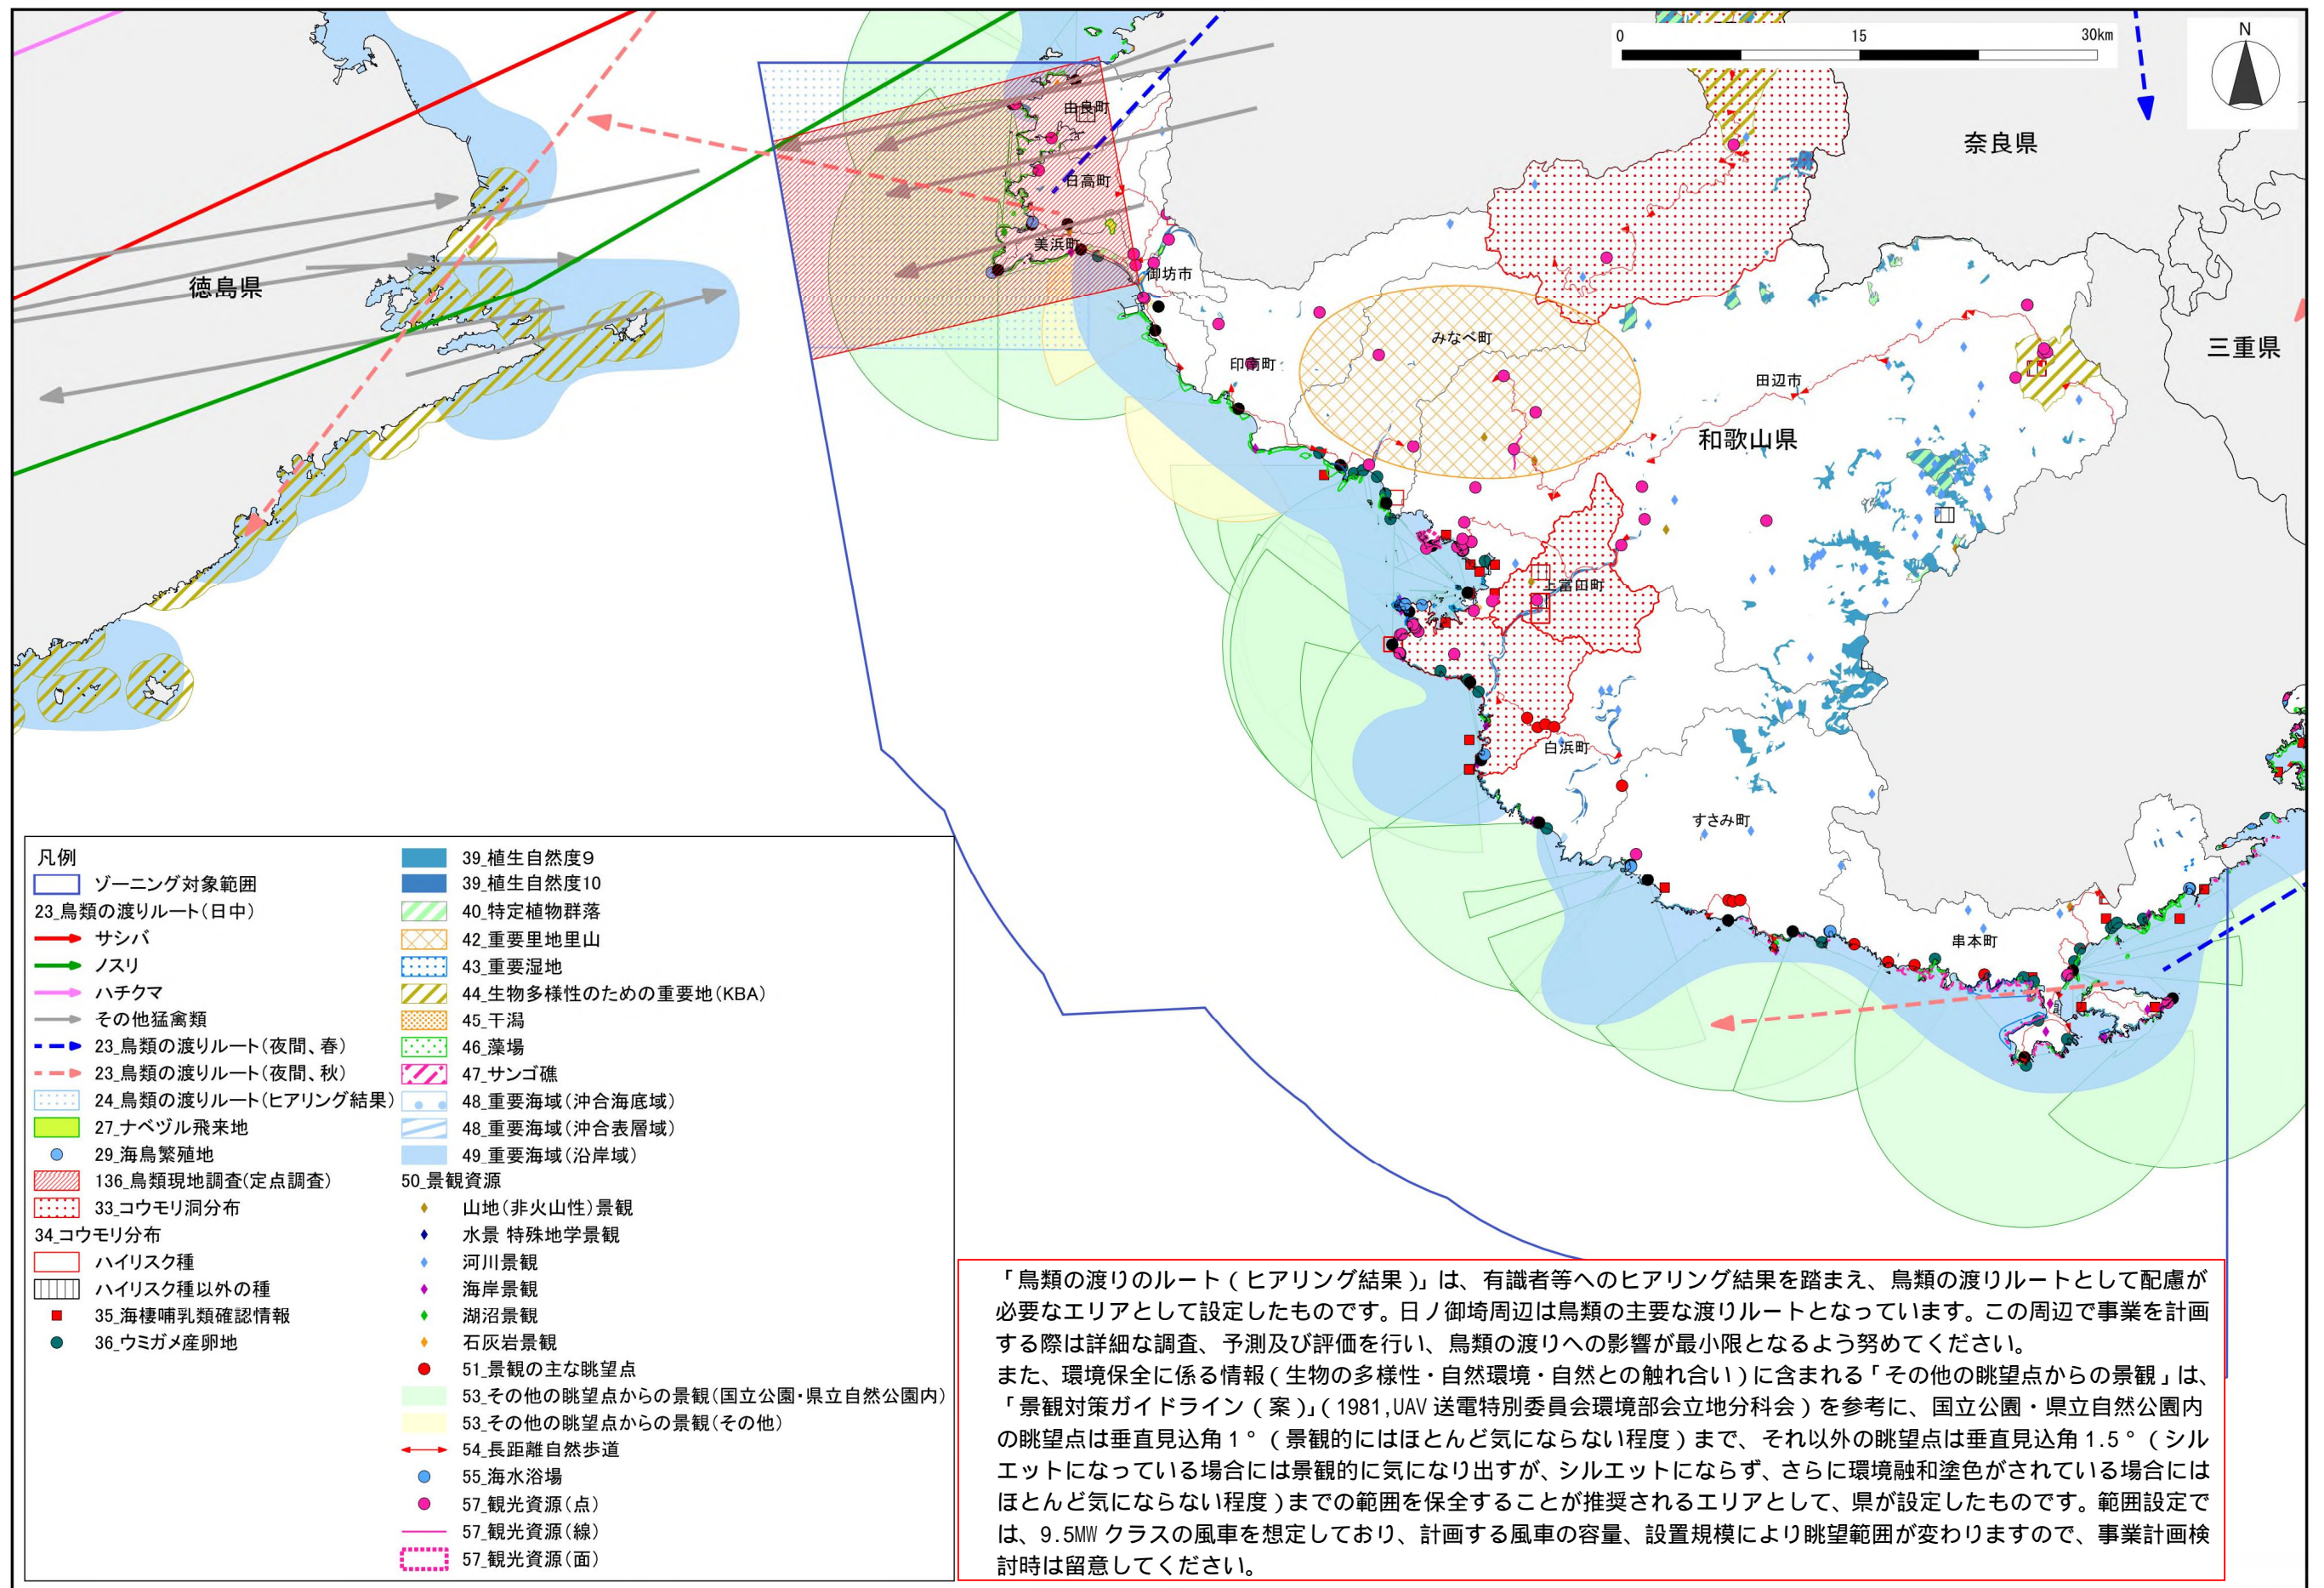 0 15 30km
N
奈良県
三重県
徳島県
和歌山県
由良町
日高町
美浜町
御坊市
印南町
みなべ町
田辺市
上富田町
白浜町
すさみ町
串本町
凡例
ゾーニング対象範囲
23_鳥類の渡りルート(日中)
サシバ
ノスリ
ハチクマ
その他猛禽類
23_鳥類の渡りルート(夜間、春)
23_鳥類の渡りルート(夜間、秋)
24_鳥類の渡りルート(ヒアリング結果)
27_ナベヅル飛来地
29_海鳥繁殖地
136_鳥類現地調査(定点調査)
33_コウモリ洞分布
34_コウモリ分布
ハイリスク種
ハイリスク種以外の種
35_海棲哺乳類確認情報
36_ウミガメ産卵地
39_植生自然度9
39_植生自然度10
40_特定植物群落
42_重要里地里山
43_重要湿地
44_生物多様性のための重要地(KBA)
45_干潟
46_藻場
47_サンゴ礁
48_重要海域(沖合海底域)
48_重要海域(沖合表層域)
49_重要海域(沿岸域)
50_景観資源
山地(非火山性)景観
水景 特殊地学景観
河川景観
海岸景観
湖沼景観
石灰岩景観
51_景観の主な眺望点
53_その他の眺望点からの景観(国立公園・県立自然公園内)
53_その他の眺望点からの景観(その他)
54_長距離自然歩道
55_海水浴場
57_観光資源(点)
57_観光資源(線)
57_観光資源(面)
「鳥類の渡りのルート(ヒアリング結果)」は、有識者等へのヒアリング結果を踏まえ、鳥類の渡りルートとして配慮が
必要なエリアとして設定したものです。日ノ御埼周辺は鳥類の主要な渡りルートとなっています。この周辺で事業を計画
する際は詳細な調査、予測及び評価を行い、鳥類の渡りへの影響が最小限となるよう努めてください。
また、環境保全に係る情報(生物の多様性・自然環境・自然との触れ合い)に含まれる「その他の眺望点からの景観」は、
「景観対策ガイドライン(案)」(1981,UAV 送電特別委員会環境部会立地分科会)を参考に、国立公園・県立自然公園内
の眺望点は垂直見込角1°(景観的にはほとんど気にならない程度)まで、それ以外の眺望点は垂直見込角1.5°(シル
エットになっている場合には景観的に気になり出すが、シルエットにならず、さらに環境融和塗色がされている場合には
ほとんど気にならない程度)までの範囲を保全することが推奨されるエリアとして、県が設定したものです。範囲設定で
は、9.5MW クラスの風車を想定しており、計画する風車の容量、設置規模により眺望範囲が変わりますので、事業計画検
討時は留意してください。